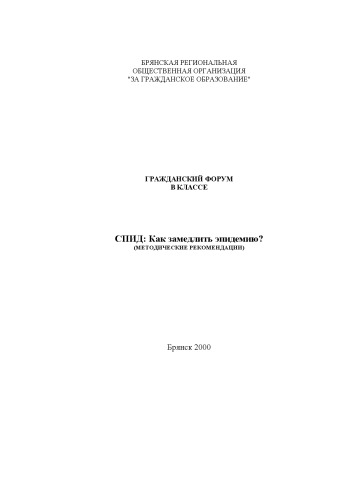 БРЯНСКАЯ РЕГИОНАЛЬНАЯ
ОБЩЕСТВЕННАЯ ОРГАНИЗАЦИЯ
"ЗА ГРАЖДАНСКОЕ ОБРАЗОВАНИЕ"
ГРАЖДАНСКИЙ ФОРУМ
В КЛАССЕ
СПИД: Как замедлить эпидемию?
(МЕТОДИЧЕСКИЕ РЕКОМЕНДАЦИИ)
Брянск 2000